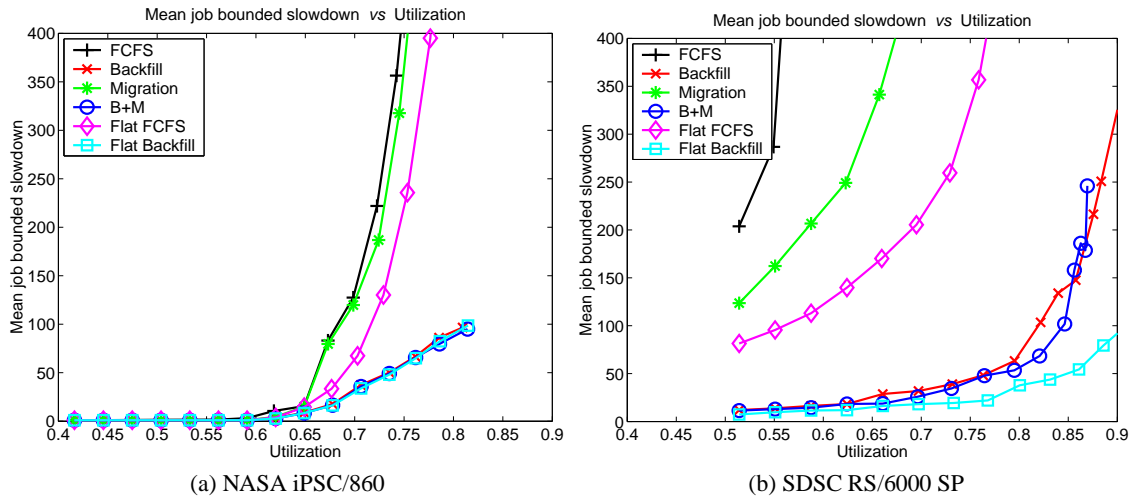 Mean job bounded slowdown vs Utilization
400
350
300
250
200
150
100
50
0
Mean job bounded slowdown
FCFS
Backfill
Migration
B+M
Flat FCFS
Flat Backfill
0.4 0.45 0.5 0.55 0.6 0.65 0.7 0.75 0.8 0.85 0.9
Utilization
(a) NASA iPSC/860
Mean job bounded slowdown vs Utilization
400
350
300
250
200
150
100
50
0
Mean job bounded slowdown
FCFS
Backfill
Migration
B+M
Flat FCFS
Flat Backfill
0.4 0.45 0.5 0.55 0.6 0.65 0.7 0.75 0.8 0.85 0.9
Utilization
(b) SDSC RS/6000 SP